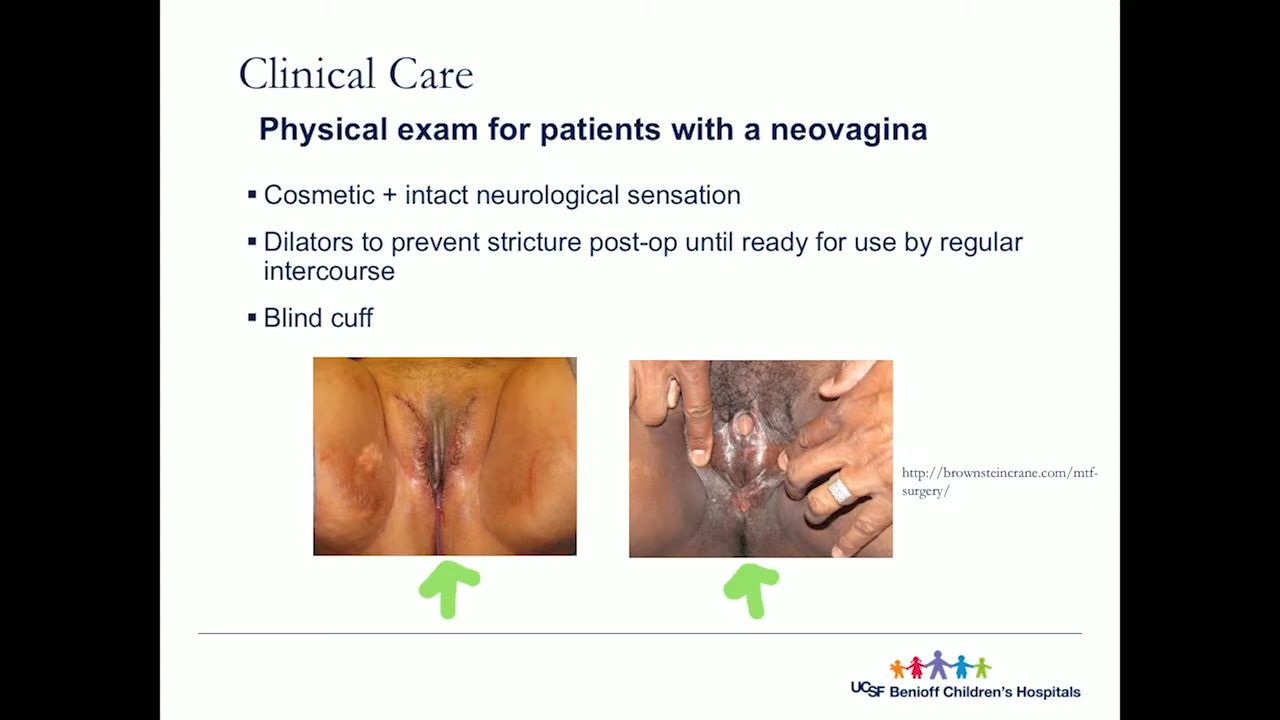 Clinical Care
Physical exam for patients with a neovagina
▪ Cosmetic + intact neurological sensation
▪ Dilators to prevent stricture post-op until ready for use by regular
intercourse
▪ Blind cuff
http://brownsteincrane.com/mtf-
surgery/
UCSF Benioff Children's Hospitals